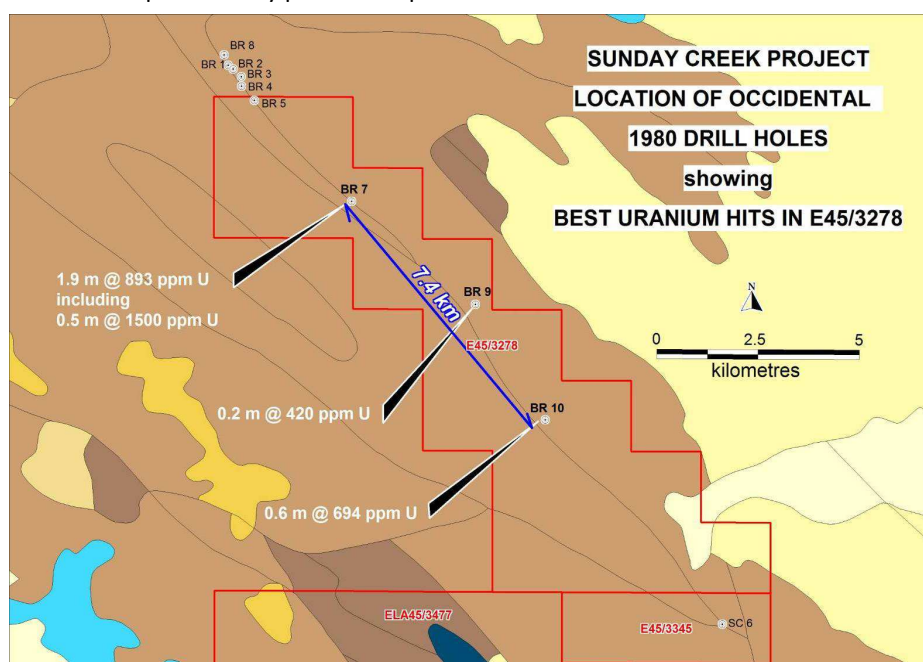 SUNDAY CREEK PROJECT
LOCATION OF OCCIDENTAL
1980 DRILL HOLES
showing
BEST URANIUM HITS IN E45/3278
BR 8
BR 1
BR 2
BR 3
BR 4
BR 5
BR 7
1.9 m @ 893 ppm U
including
0.5 m @ 1500 ppm U
7.4 km
BR 9
E45/3278
N
0 2.5 5
kilometres
0.2 m @ 420 ppm U
BR 10
0.6 m @ 694 ppm U
ELA45/3477
E45/3345
SC 6